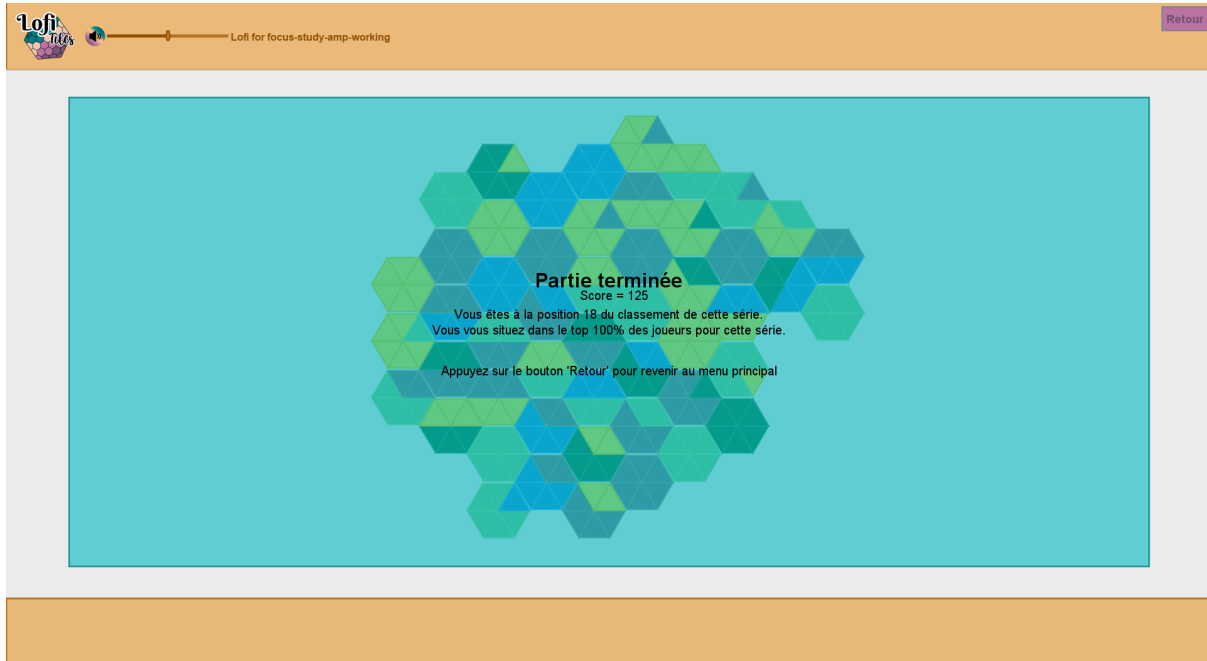 Lofi
Tiles
Lofi for focus-study-amp-working
Retour
Partie terminée
Score = 125
Vous êtes à la position 18 du classement de cette série.
Vous vous situez dans le top 100% des joueurs pour cette série.
Appuyez sur le bouton 'Retour' pour revenir au menu principal